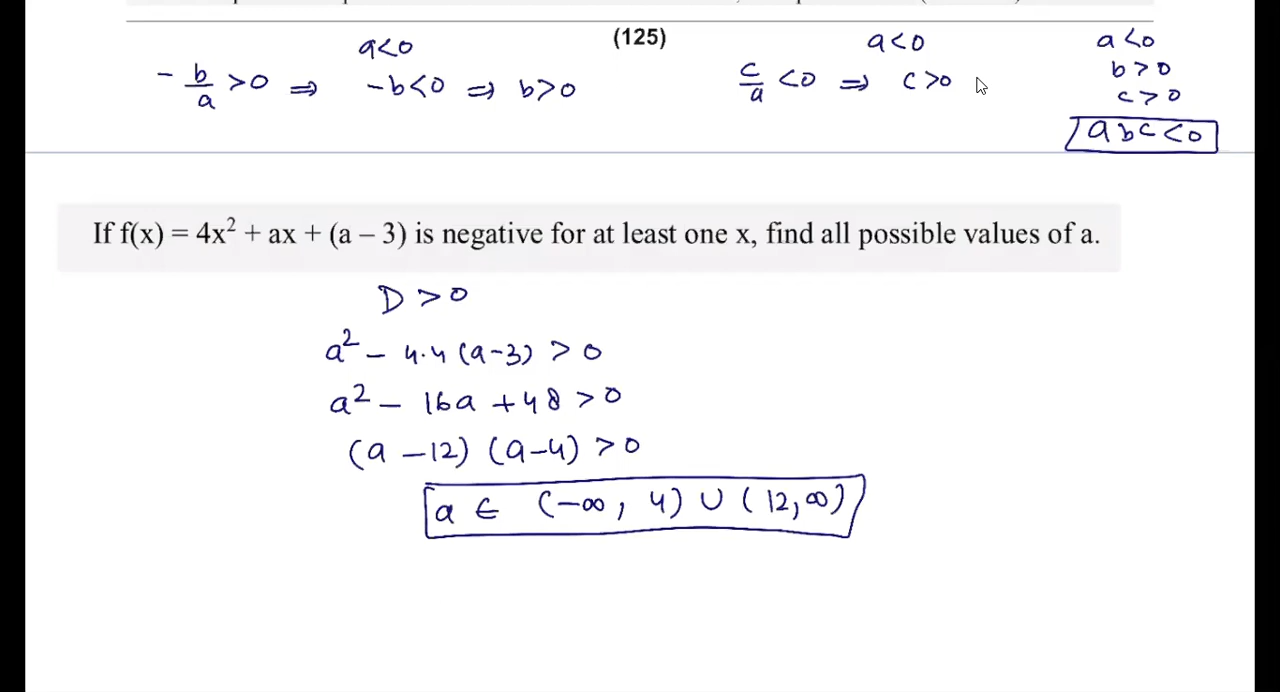 (125)
a<0
- b/a >0 ⇒ -b<0 ⇒ b>0
a<0
c/a <0 ⇒ c>0
a<0
b>0
c>0
abc<0
If f(x) = 4x² + ax + (a – 3) is negative for at least one x, find all possible values of a.
D>0
a² - 4·4(a-3) > 0
a² - 16a +48 >0
(a -12) (a-4) >0
a ∈ (-∞, 4) ∪ (12,∞)